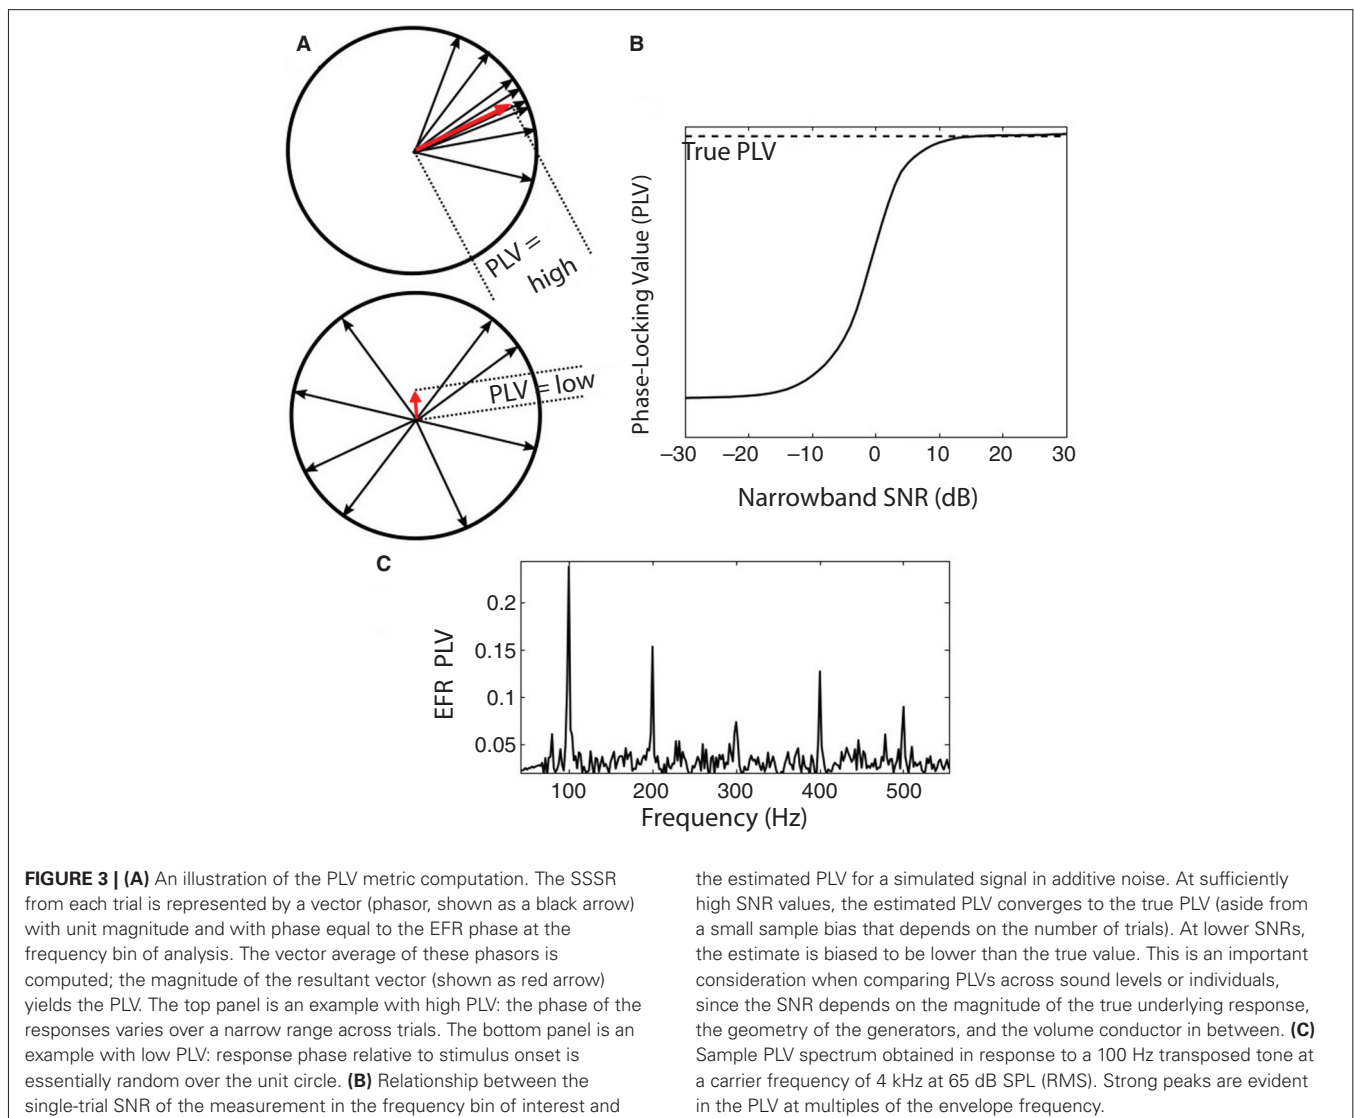 A
PLV =
high
PLV = low
B
True PLV
Phase-Locking Value (PLV)
−30 −20 −10 0 10 20 30
Narrowband SNR (dB)
C
0.2
0.15
0.1
0.05
EFR PLV
100 200 300 400 500
Frequency (Hz)
FIGURE 3 | (A) An illustration of the PLV metric computation. The SSSR
from each trial is represented by a vector (phasor, shown as a black arrow)
with unit magnitude and with phase equal to the EFR phase at the
frequency bin of analysis. The vector average of these phasors is
computed; the magnitude of the resultant vector (shown as red arrow)
yields the PLV. The top panel is an example with high PLV: the phase of the
responses varies over a narrow range across trials. The bottom panel is an
example with low PLV: response phase relative to stimulus onset is
essentially random over the unit circle. (B) Relationship between the
single-trial SNR of the measurement in the frequency bin of interest and
the estimated PLV for a simulated signal in additive noise. At sufficiently
high SNR values, the estimated PLV converges to the true PLV (aside from
a small sample bias that depends on the number of trials). At lower SNRs,
the estimate is biased to be lower than the true value. This is an important
consideration when comparing PLVs across sound levels or individuals,
since the SNR depends on the magnitude of the true underlying response,
the geometry of the generators, and the volume conductor in between. (C)
Sample PLV spectrum obtained in response to a 100 Hz transposed tone at
a carrier frequency of 4 kHz at 65 dB SPL (RMS). Strong peaks are evident
in the PLV at multiples of the envelope frequency.